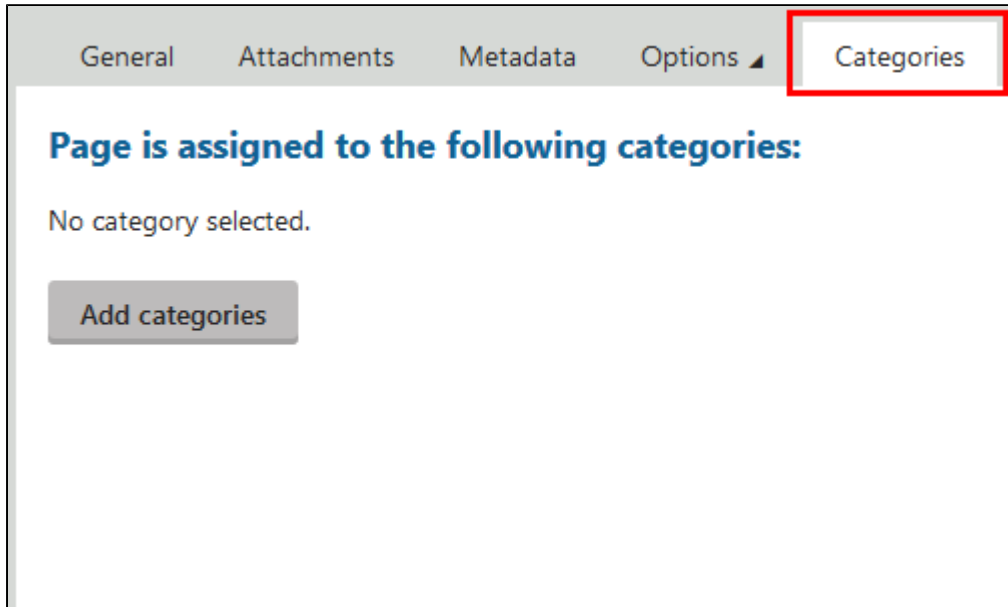 General Attachments Metadata Options Categories
Page is assigned to the following categories:
No category selected.
Add categories